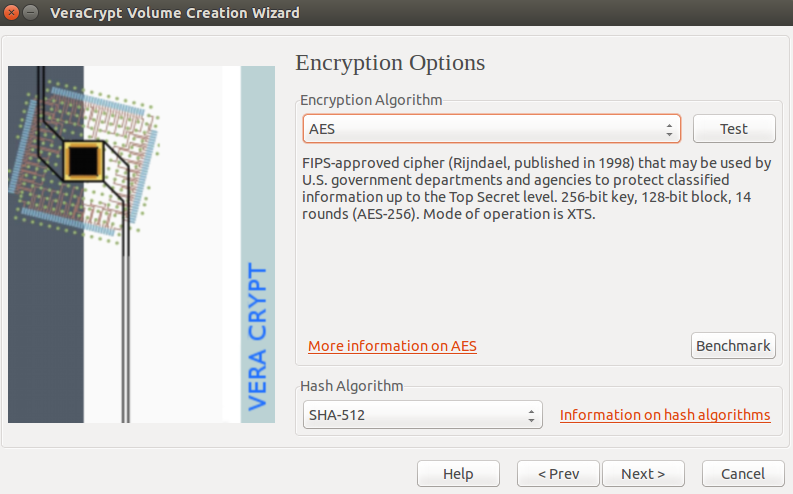 VeraCrypt Volume Creation Wizard
VERA CRYPT
Encryption Options
Encryption Algorithm
AES
Test
FIPS-approved cipher (Rijndael, published in 1998) that may be used by
U.S. government departments and agencies to protect classified
information up to the Top Secret level. 256-bit key, 128-bit block, 14
rounds (AES-256). Mode of operation is XTS.
More information on AES
Benchmark
Hash Algorithm
SHA-512
Information on hash algorithms
Help
< Prev
Next >
Cancel